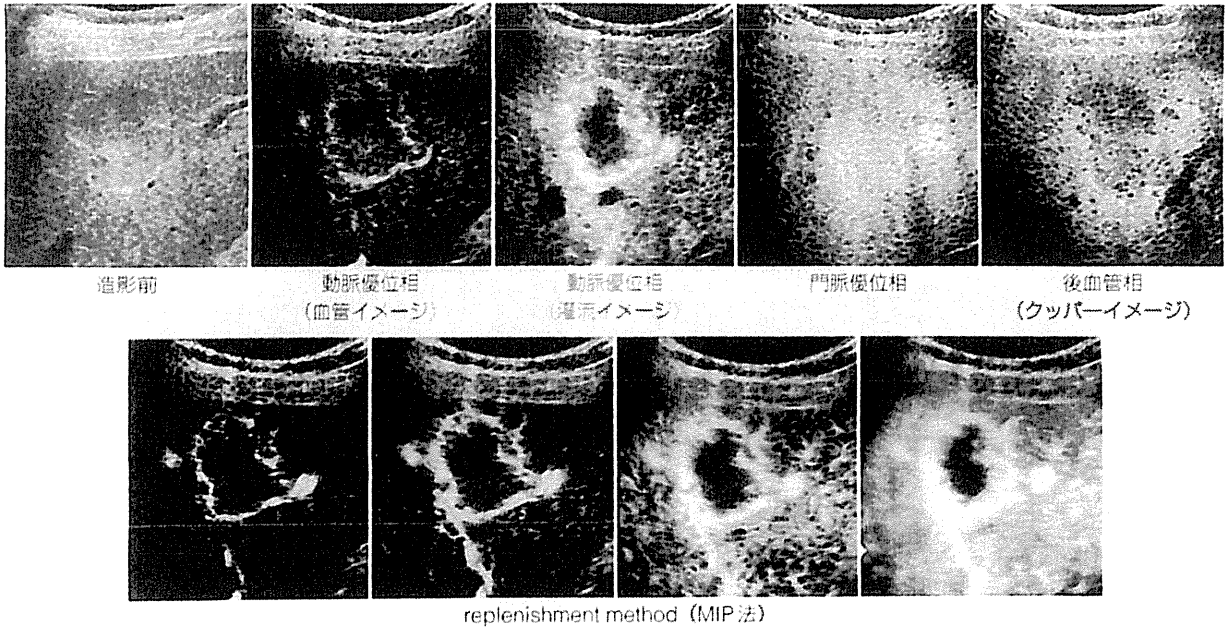 造影前
動脈優位相
(血管イメージ)
動脈優位相
(灌流イメージ)
門脈優位相
後血管相
(クッパーイメージ)
replenishment method (MIP法)